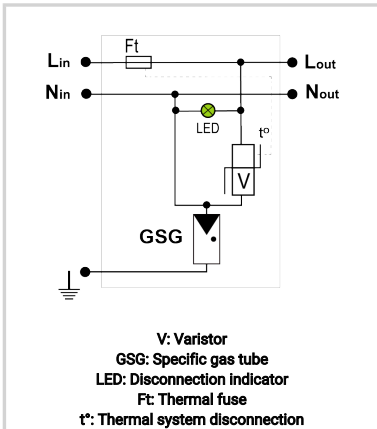 Ft
Lin Lout
Nin Nout
LED
t°
V
GSG
V: Varistor
GSG: Specific gas tube
LED: Disconnection indicator
Ft: Thermal fuse
t°: Thermal system disconnection